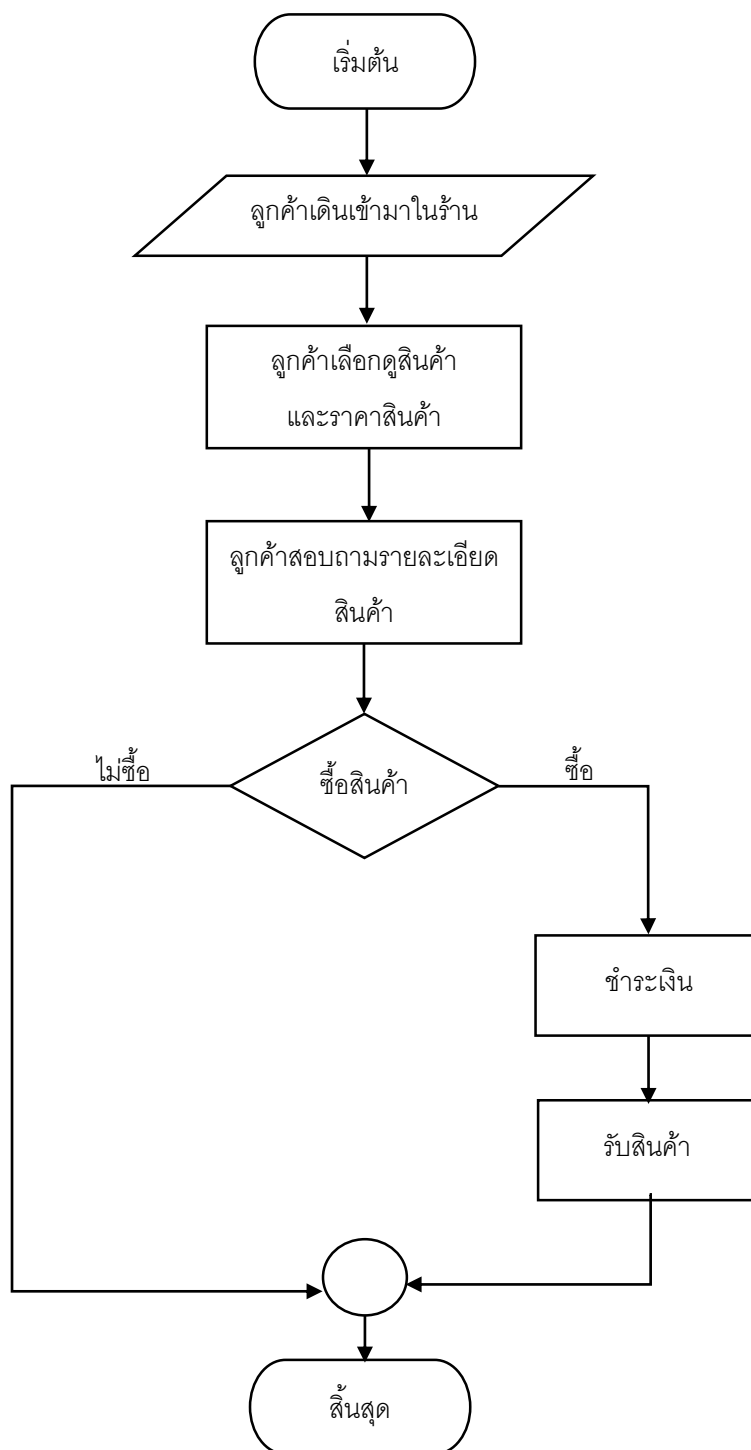 เริ่มต้น
ลูกค้าเดินเข้ามาในร้าน
ลูกค้าเลือกดูสินค้า
และราคาสินค้า
ลูกค้าสอบถามรายละเอียด
สินค้า
ไม่ซื้อ
ซื้อสินค้า
ซื้อ
ชำระเงิน
รับสินค้า
สิ้นสุด